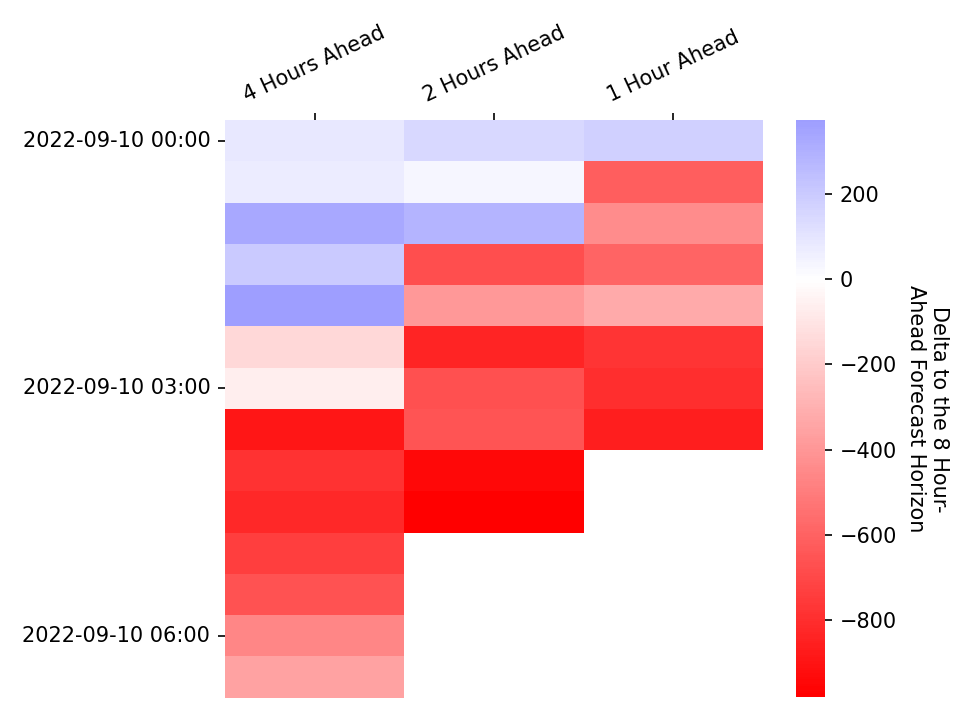 4 Hours Ahead
2 Hours Ahead
1 Hour Ahead
2022-09-10 00:00
2022-09-10 03:00
2022-09-10 06:00
200
0
−200
−400
−600
−800
Delta to the 8 Hour-
Ahead Forecast Horizon